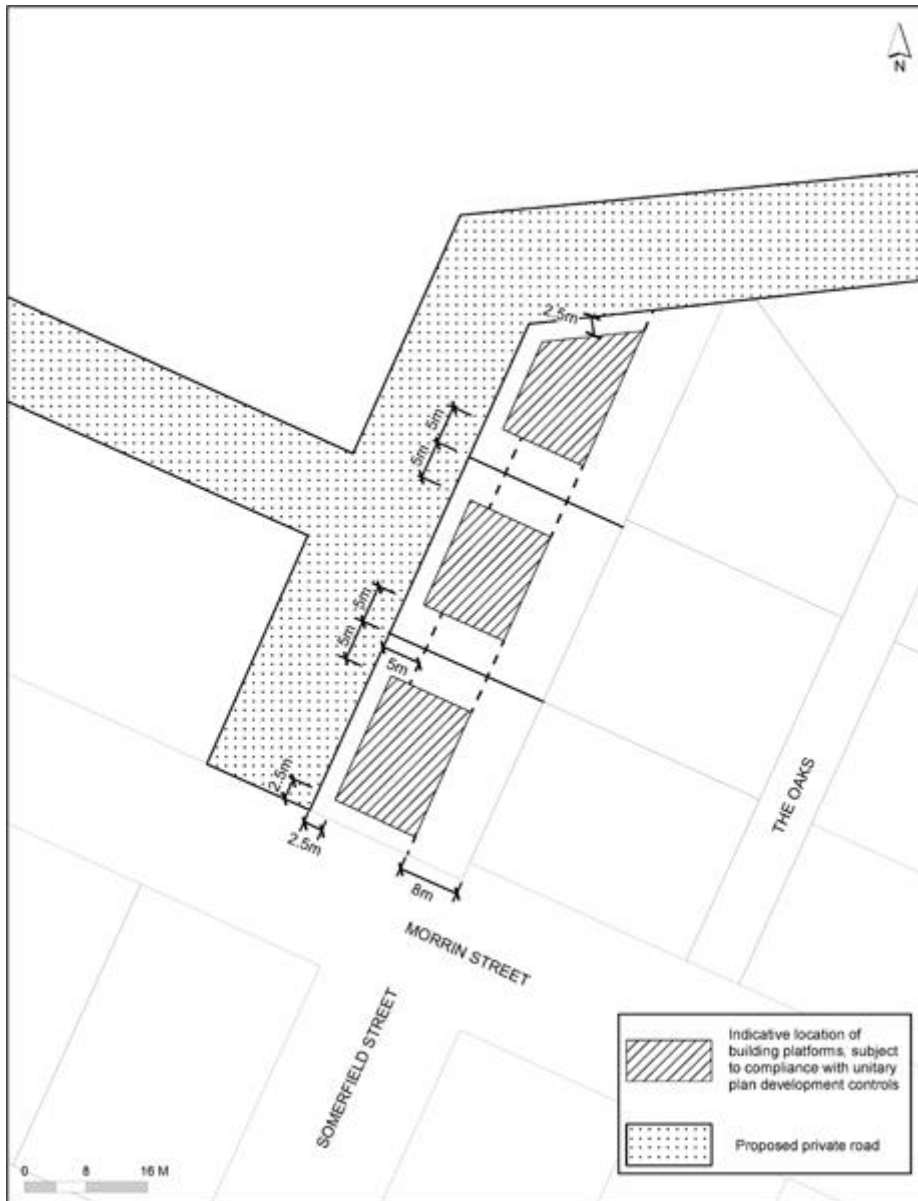 N
2.5m
5m
5m
5m
5m
5m
2.5m
2.5m
8m
THE OAKS
MORRIN STREET
SOMERFIELD STREET
Indicative location of
building platforms, subject
to compliance with unitary
plan development controls
Proposed private road
0 8 16 M